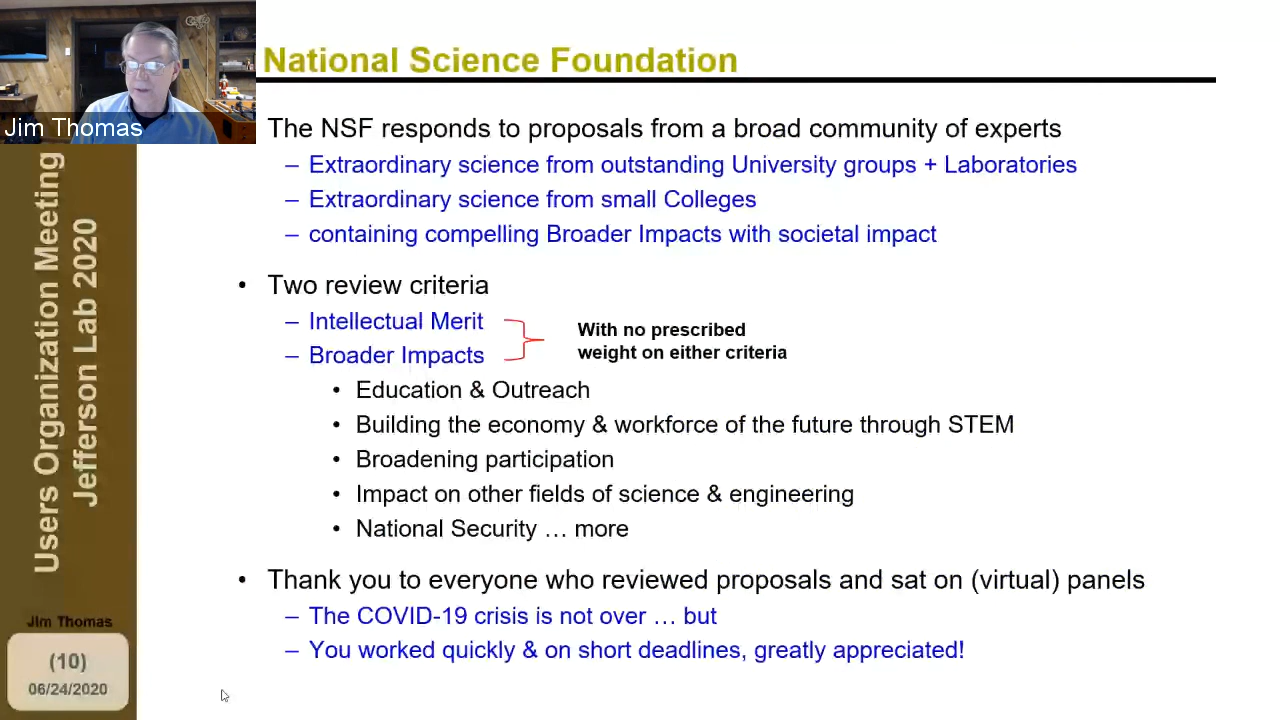 Jim Thomas
National Science Foundation
The NSF responds to proposals from a broad community of experts
– Extraordinary science from outstanding University groups + Laboratories
– Extraordinary science from small Colleges
– containing compelling Broader Impacts with societal impact
• Two review criteria
– Intellectual Merit
– Broader Impacts
With no prescribed
weight on either criteria
• Education & Outreach
• Building the economy & workforce of the future through STEM
• Broadening participation
• Impact on other fields of science & engineering
• National Security … more
• Thank you to everyone who reviewed proposals and sat on (virtual) panels
– The COVID-19 crisis is not over … but
– You worked quickly & on short deadlines, greatly appreciated!
Users Organization Meeting
Jefferson Lab 2020
Jim Thomas
(10)
06/24/2020